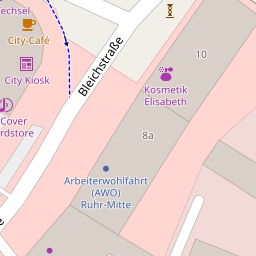 echsel
City-Café
City Kiosk
Cover
rdstore
Bleichstraße
10
Kosmetik
Elisabeth
8a
Arbeiterwohlfahrt
(AWO)
Ruhr-Mitte